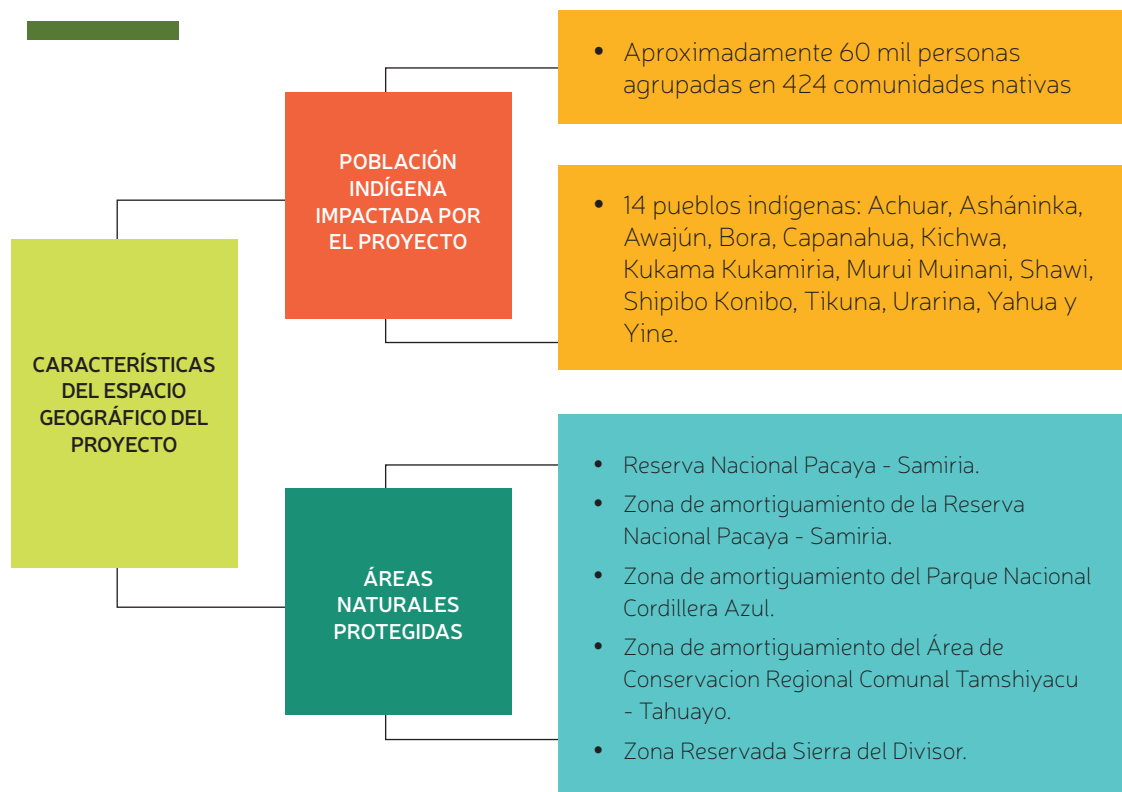 CARACTERÍSTICAS
DEL ESPACIO
GEOGRÁFICO DEL
PROYECTO
POBLACIÓN
INDÍGENA
IMPACTADA POR
EL PROYECTO
• Aproximadamente 60 mil personas
agrupadas en 424 comunidades nativas
• 14 pueblos indígenas: Achuar, Asháninka,
Awajún, Bora, Capanahua, Kichwa,
Kukama Kukamiria, Murui Muinani, Shawi,
Shipibo Konibo, Tikuna, Urarina, Yahua y
Yine.
ÁREAS
NATURALES
PROTEGIDAS
• Reserva Nacional Pacaya - Samiria.
• Zona de amortiguamiento de la Reserva
Nacional Pacaya - Samiria.
• Zona de amortiguamiento del Parque Nacional
Cordillera Azul.
• Zona de amortiguamiento del Área de
Conservacion Regional Comunal Tamshiyacu
- Tahuayo.
• Zona Reservada Sierra del Divisor.